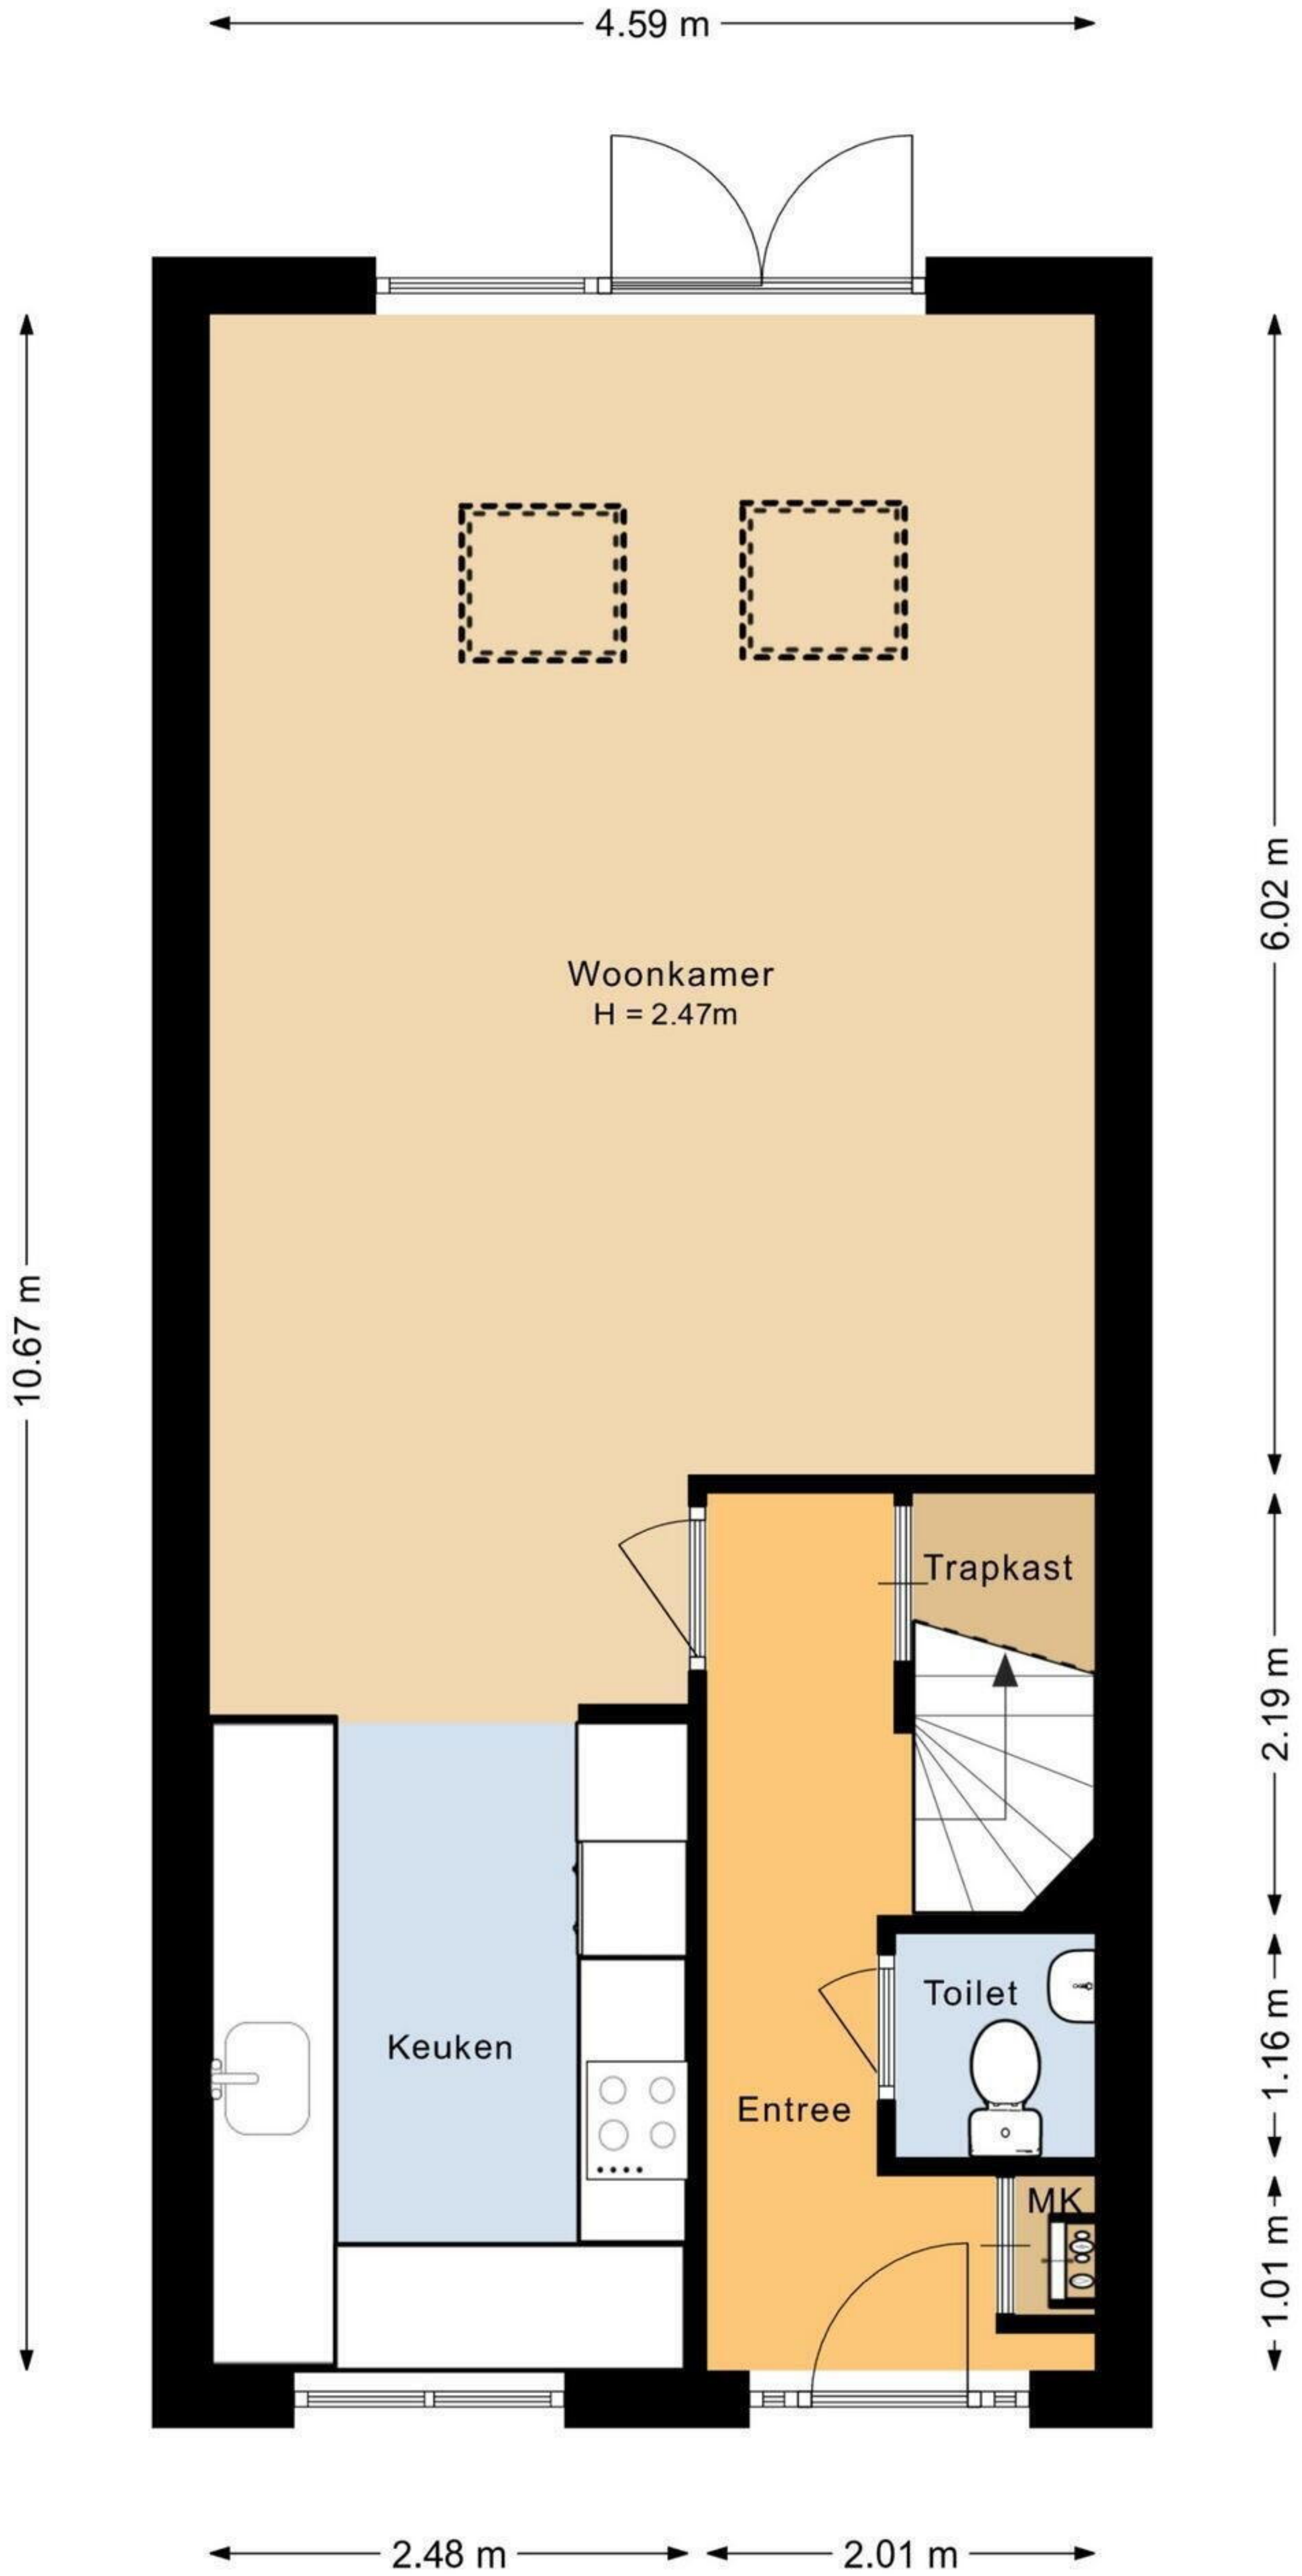 4.59 m
10.67 m
6.02 m
Woonkamer
H = 2.47m
Trapkast
2.19 m
Toilet
1.16 m
Keuken
Entree
MK
1.01 m
2.48 m
2.01 m